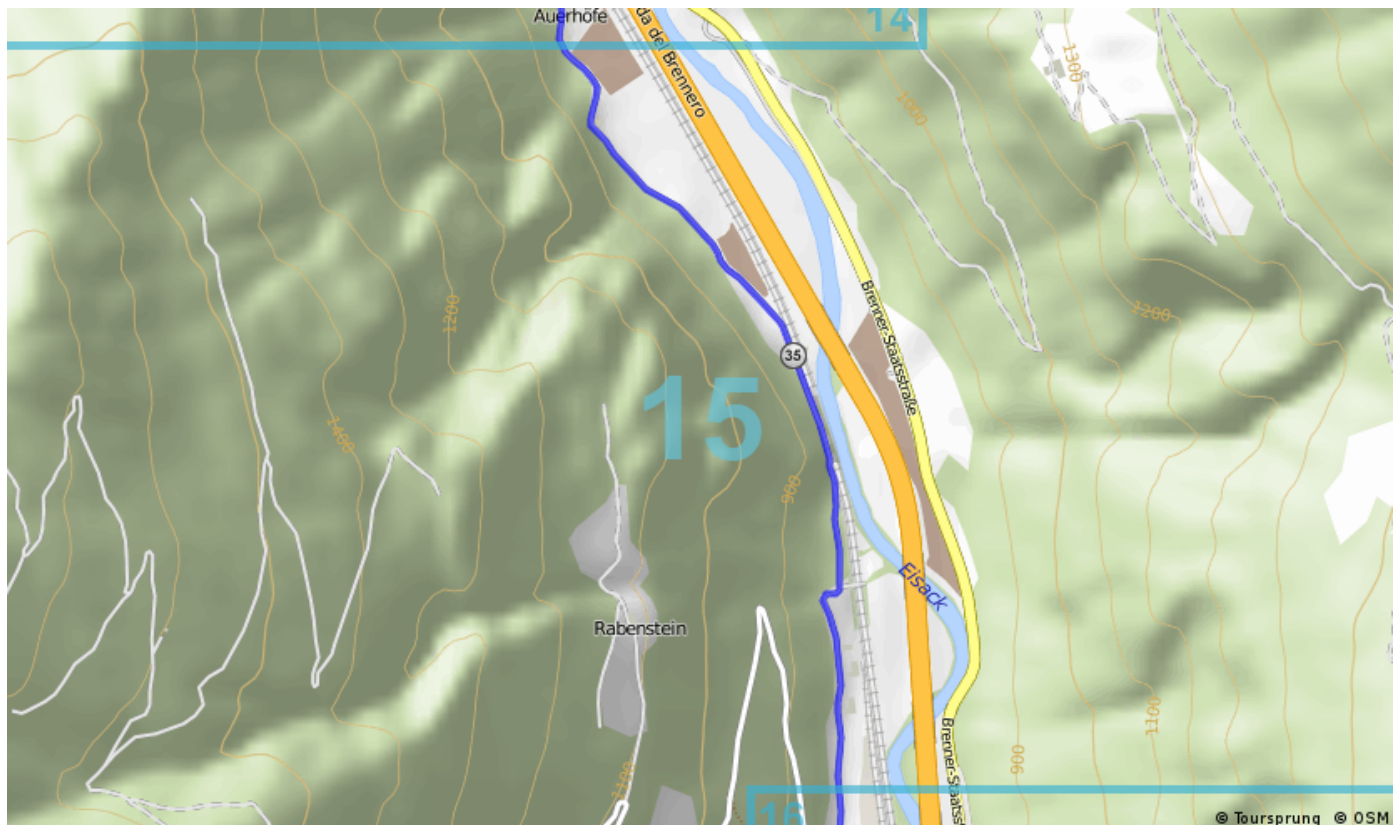 Auerhöfe
14
da del Brennero
1300
1000
1200
Brenner-Staatsstraße
1200
35
15
1400
900
Eisack
Rabenstein
1100
900
Brenner-Staatss
1100
16
© Toursprung © OSM